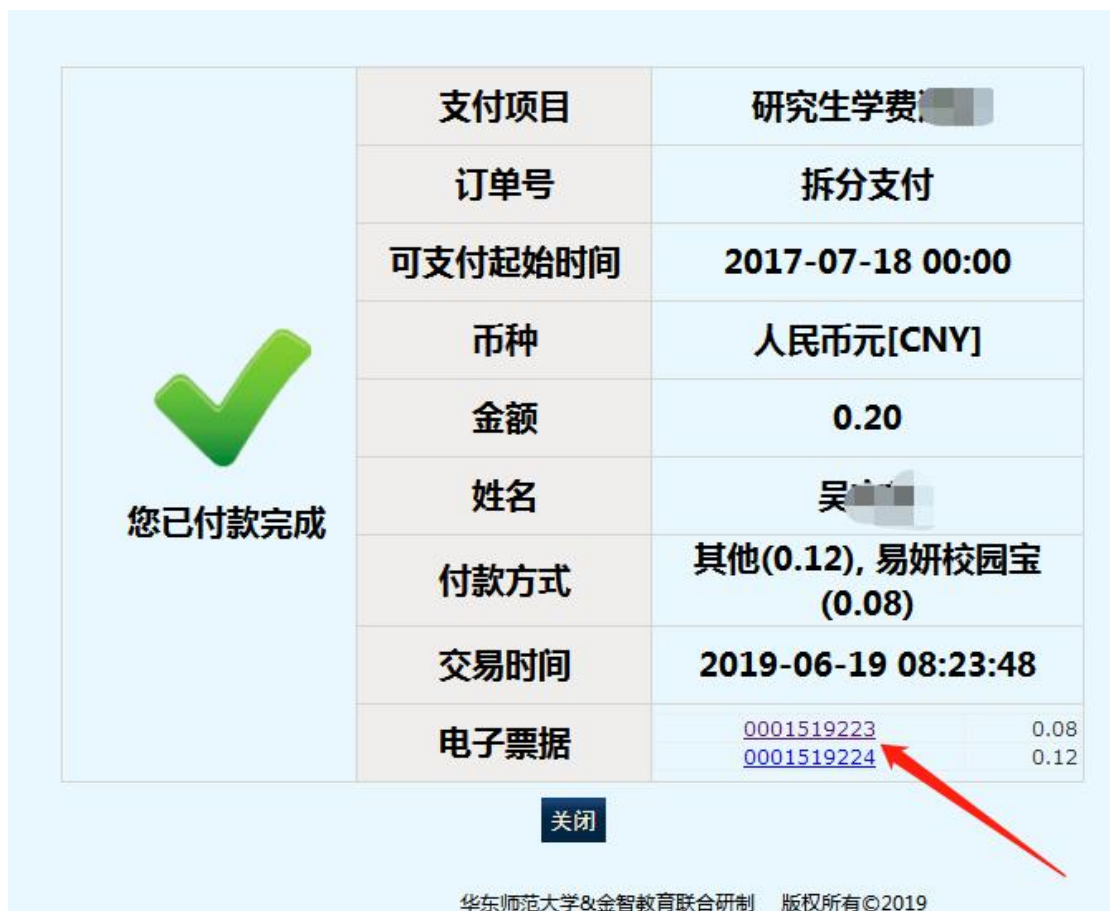 支付项目 研究生学费
订单号 拆分支付
可支付起始时间 2017-07-18 00:00
币种 人民币元[CNY]
金额 0.20
姓名 吴
您已付款完成
付款方式 其他(0.12), 易妍校园宝
(0.08)
交易时间 2019-06-19 08:23:48
电子票据 0001519223 0.08
0001519224 0.12
关闭
华东师范大学&金智教育联合研制 版权所有©2019